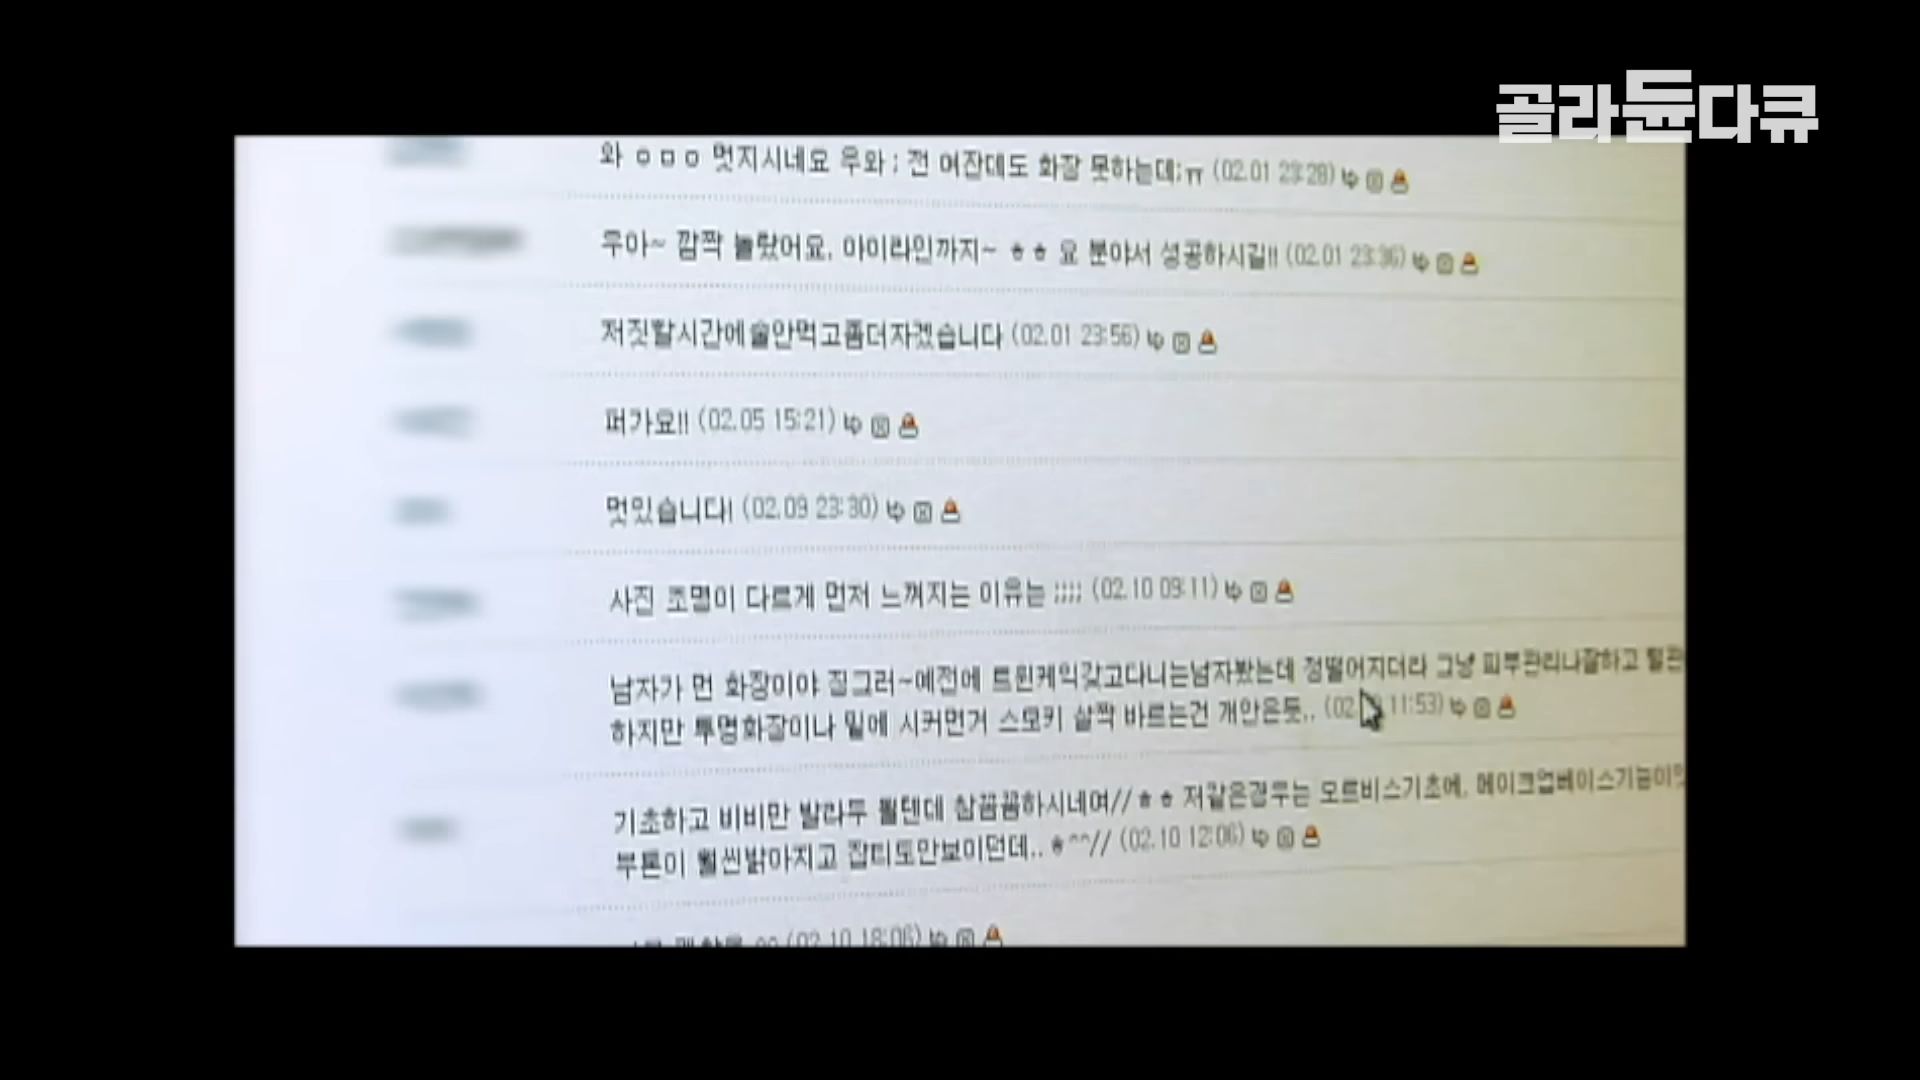 골라둔다큐
와 ㅇㅁㅇ 멋지시네요 우와 ; 전 여잔데도 화장 못하는데;ㅠ (02.01 23:28)
우아~ 깜짝 놀랐어요. 아이라인까지~ ㅎㅎ 요 분야서 성공하시길!! (02.01 23:36)
저짓할시간에술안먹고좀더자겠습니다 (02.01 23:56)
퍼가요!! (02.05 15:21)
멋있습니다! (02.09 23:30)
사진 조명이 다르게 먼저 느껴지는 이유는 ;;;; (02.10 09:11)
남자가 먼 화장이야 징그러~예전에 트윈케익갖고다니는남자봤는데 정떨어지더라 그냥 피부관리나잘하고
하지만 투명화장이나 밑에 시커먼거 스모키 살짝 바르는건 개안은듯.. (02. 11:53)
기초하고 비비만 발라두 될텐데 참꼼꼼하시네여//ㅎㅎ 저같은경우는 모르비스기초에, 메이크업베이스기능이
부톤이 훨씬밝아지고 잡티도안보이던데.. ㅎ^^// (02.10 12:06)
(02.10 18:06)